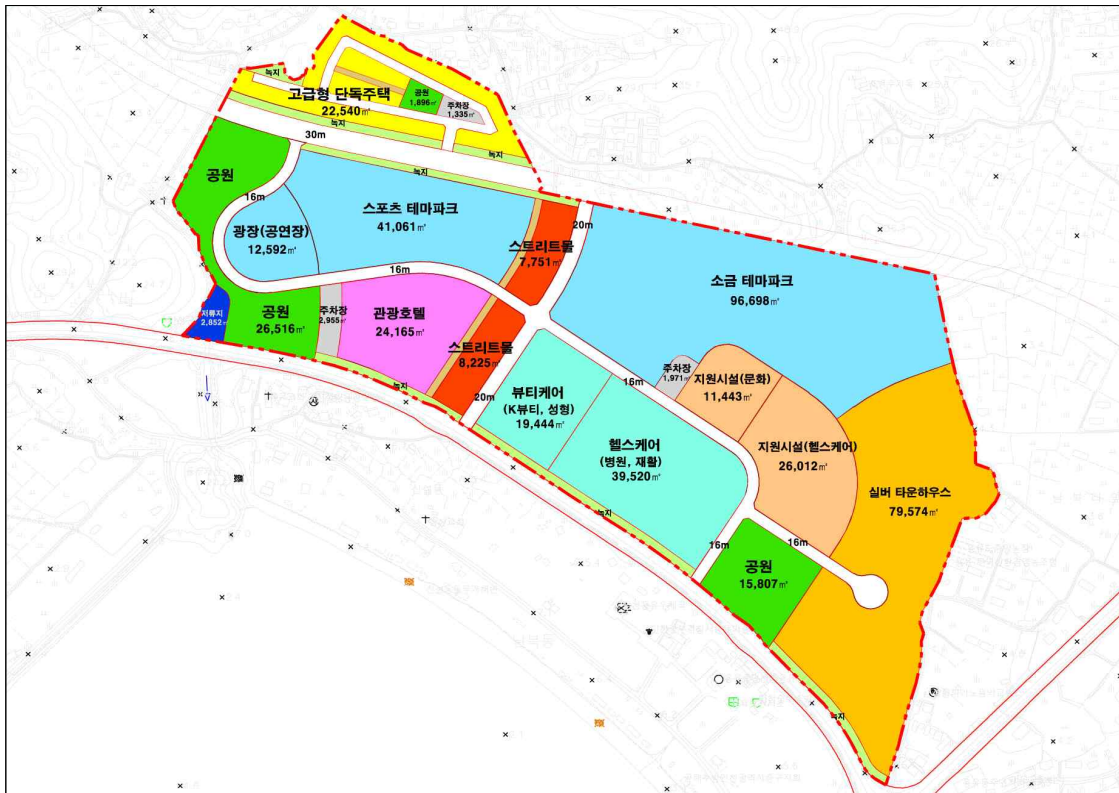 녹지
고급형 단독주택
22,540㎡
공원
1,896㎡
주차장
1,335㎡
녹지
30m
녹지
녹지
공원
16m
스포츠 테마파크
41,061㎡
광장(공연장)
12,592㎡
20m
스트리트몰
7,751㎡
16m
소금 테마파크
96,698㎡
저류지
2,852㎡
공원
26,516㎡
주차장
2,955㎡
관광호텔
24,165㎡
스트리트몰
8,225㎡
녹지
20m
뷰티케어
(K뷰티, 성형)
19,444㎡
16m
주차장
1,971㎡
지원시설(문화)
11,443㎡
헬스케어
(병원, 재활)
39,520㎡
지원시설(헬스케어)
26,012㎡
실버 타운하우스
79,574㎡
녹지
16m
16m
공원
15,807㎡
녹지